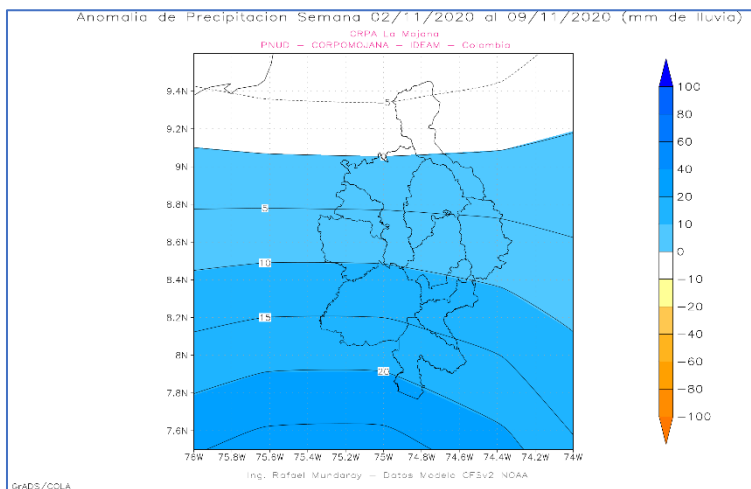 Anomalia de Precipitacion Semana 02/11/2020 al 09/11/2020 (mm de lluvia)
CRPA La Mojana
PNUD - CORPOMOJANA - IDEAM - Colombia
9.4N
9.2N
9N
8.8N
8.6N
8.4N
8.2N
8N
7.8N
7.6N
-5
0
5
10
15
20
76W 75.8W 75.6W 75.4W 75.2W 75W 74.8W 74.6W 74.4W 74.2W 74W
100
80
60
40
20
10
0
-10
-20
-40
-60
-80
-100
Ing. Rafael Mundaray - Datos Modelo CFSv2 NOAA
GrADS/COLA